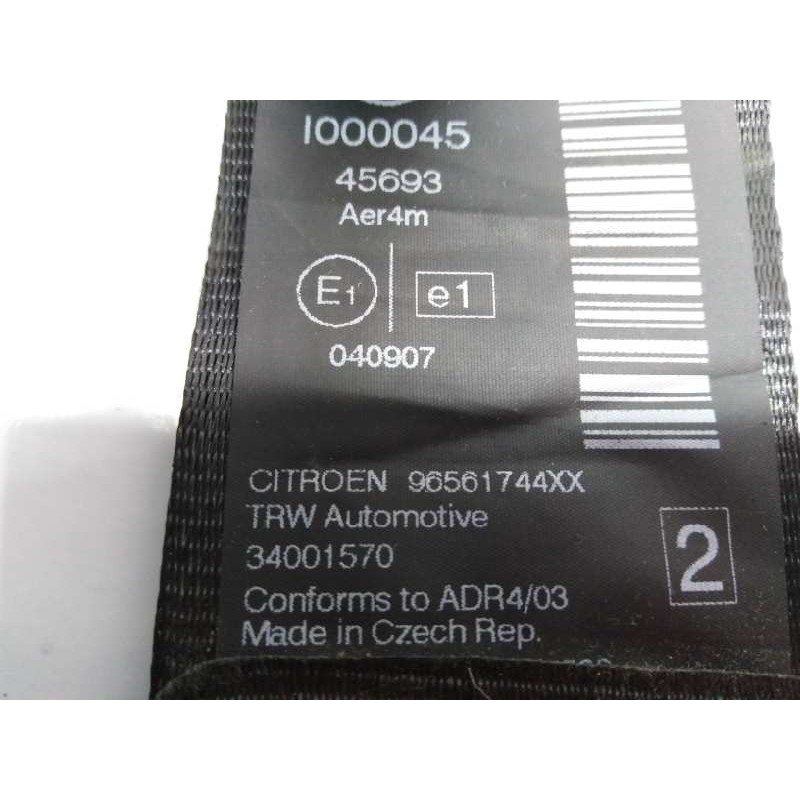 1000045
45693
Aer4m
E1 e1
040907
CITROEN 96561744XX
TRW Automotive
34001570
2
Conforms to ADR4/03
Made in Czech Rep.